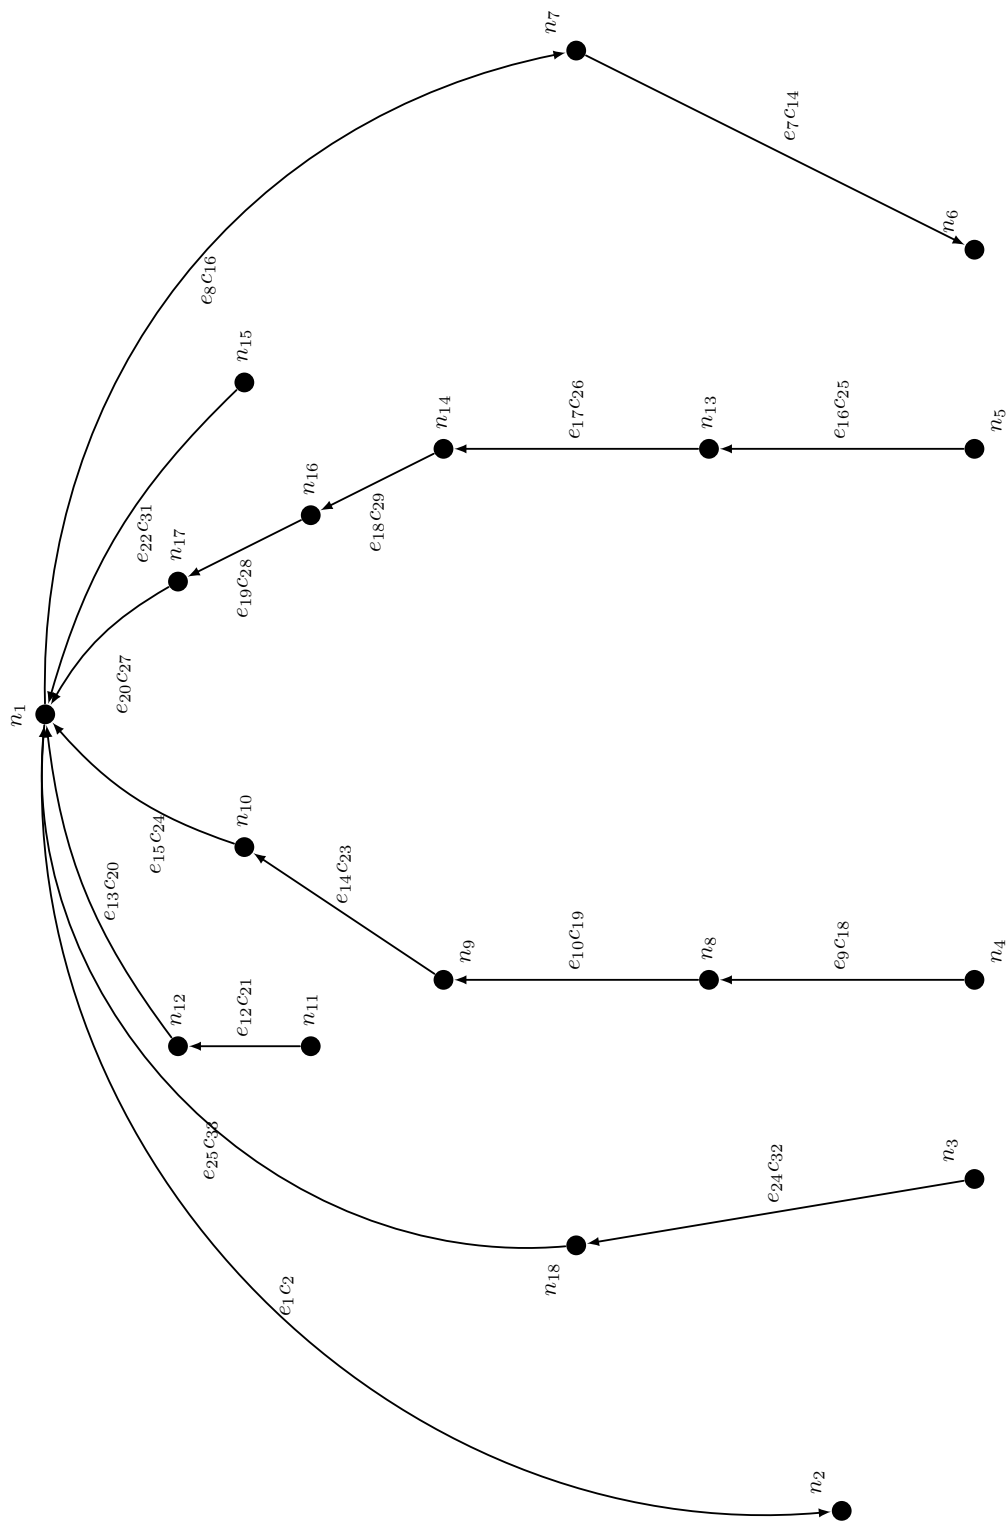 n₇
e₇c₁₄
n₆
e₈c₁₆
n₁₅
e₁₇c₂₆
e₁₆c₂₅
n₁₄
n₁₃
n₅
n₁₆
e₁₈c₂₉
e₂₂c₃₁
n₁₇
e₁₉c₂₈
e₂₀c₂₇
n₁
n₁₀
e₁₅c₂₄
e₁₄c₂₃
e₁₃c₂₀
n₉
e₁₀c₁₉
n₈
e₉c₁₈
n₄
n₁₂
e₁₂c₂₁
n₁₁
e₂₅c₃₃
e₂₄c₃₂
n₃
n₁₈
e₁c₂
n₂